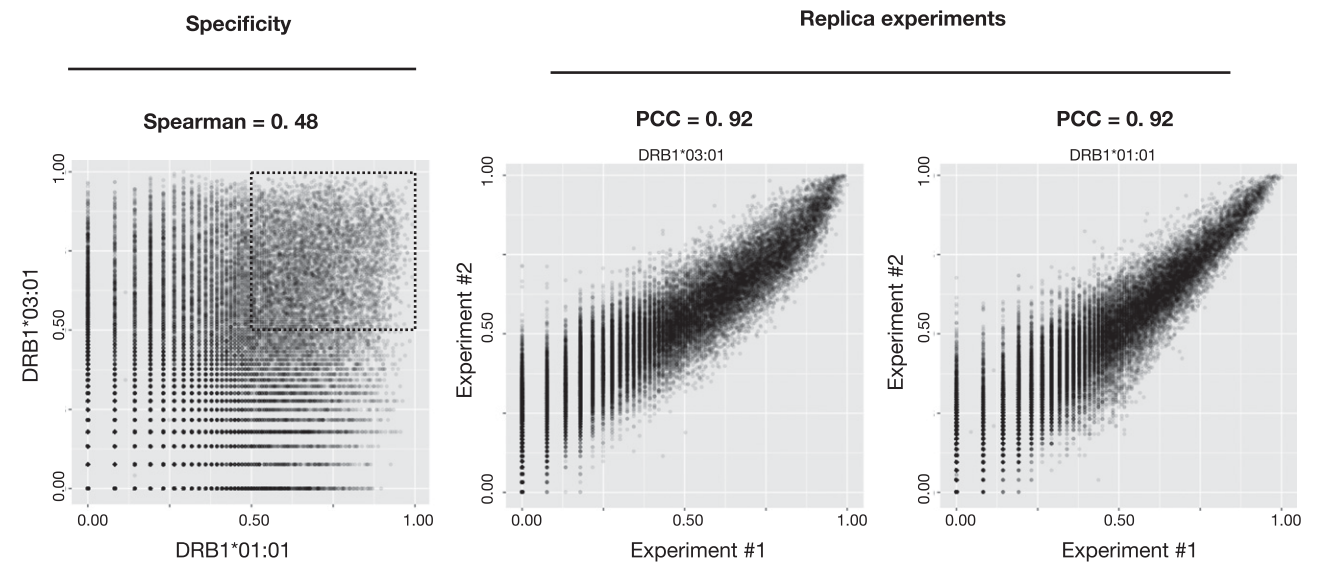 Specificity
Replica experiments
Spearman = 0. 48
PCC = 0. 92
PCC = 0. 92
DRB1*03:01
DRB1*01:01
DRB1*03:01
1.00
0.50
0.00
0.00 0.50 1.00
DRB1*01:01
Experiment #2
1.00
0.50
0.00
0.00 0.50 1.00
Experiment #1
Experiment #2
1.00
0.50
0.00
0.00 0.50 1.00
Experiment #1